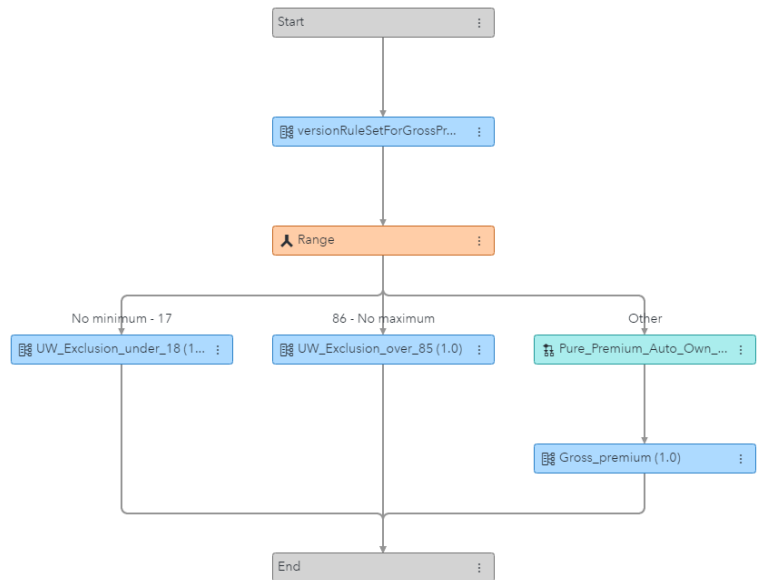 Start
versionRuleSetForGrossPr...
Range
No minimum - 17
86 - No maximum
Other
UW_Exclusion_under_18 (1...
UW_Exclusion_over_85 (1.0)
Pure_Premium_Auto_Own_...
Gross_premium (1.0)
End